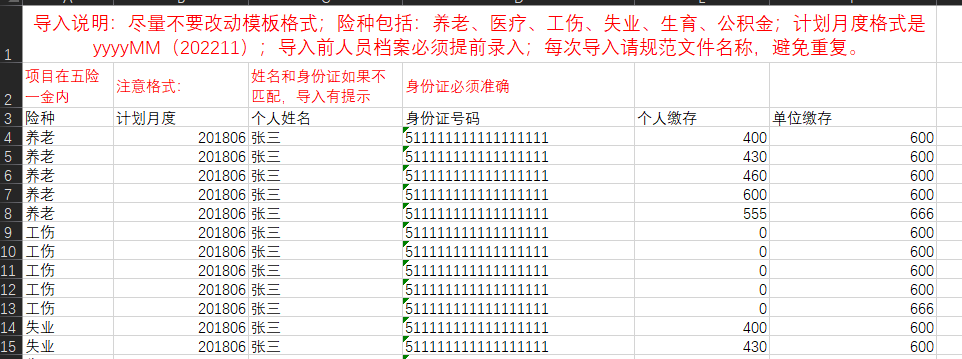 导入说明：尽量不要改动模板格式；险种包括：养老、医疗、工伤、失业、生育、公积金；计划月度格式是
1 yyyyMM（202211）；导入前人员档案必须提前录入；每次导入请规范文件名称，避免重复。
项目在五险 注意格式： 姓名和身份证如果不 身份证必须准确
2 一金内 匹配，导入有提示
3 险种 计划月度 个人姓名 身份证号码 个人缴存 单位缴存
4 养老 201806 张三 511111111111111111 400 600
5 养老 201806 张三 511111111111111111 430 600
6 养老 201806 张三 511111111111111111 460 600
7 养老 201806 张三 511111111111111111 600 600
8 养老 201806 张三 511111111111111111 555 666
9 工伤 201806 张三 511111111111111111 0 600
10 工伤 201806 张三 511111111111111111 0 600
11 工伤 201806 张三 511111111111111111 0 600
12 工伤 201806 张三 511111111111111111 0 600
13 工伤 201806 张三 511111111111111111 0 666
14 失业 201806 张三 511111111111111111 400 600
15 失业 201806 张三 511111111111111111 430 600